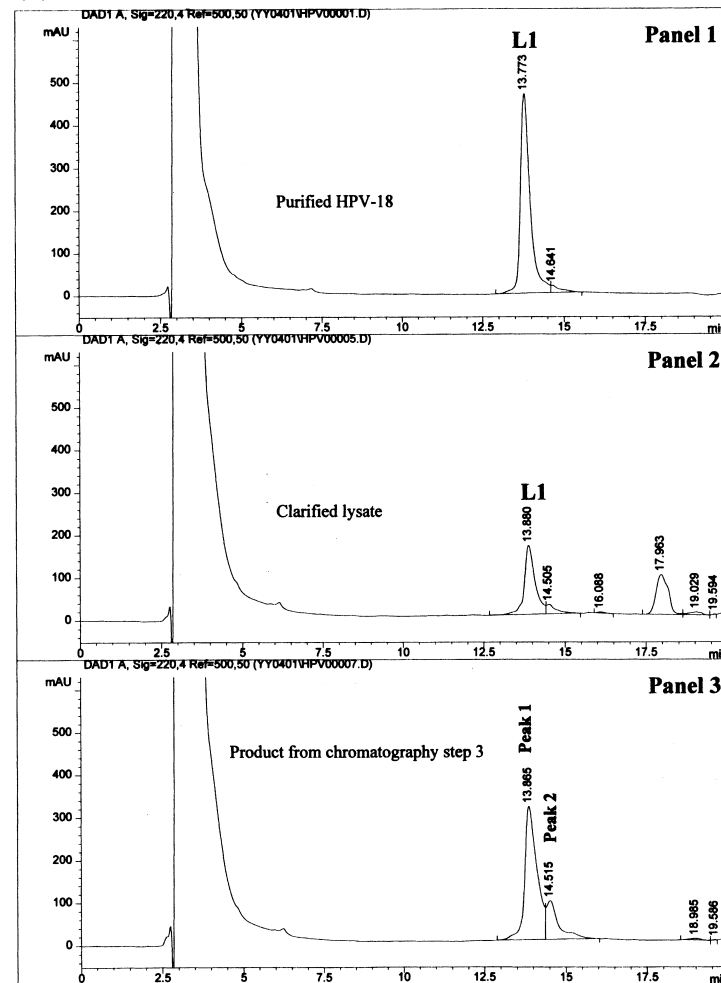 DAD1 A, Sig=220,4 Ref=500,50 (YY0401\HPV00001.D)
mAU
L1
Panel 1
13.773
500
400
300
200
100
0
14.641
Purified HPV-18
0 2.5 5 7.5 10 12.5 15 17.5 mi
DAD1 A, Sig=220,4 Ref=500,50 (YY0401\HPV00005.D)
mAU
Panel 2
500
400
300
200
100
0
L1
Clarified lysate
13.880
14.505
16.088
17.963
19.029
19.594
0 2.5 5 7.5 10 12.5 15 17.5 mi
DAD1 A, Sig=220,4 Ref=500,50 (YY0401\HPV00007.D)
mAU
Panel 3
500
400
300
200
100
0
Product from chromatography step 3
Peak 1
13.865
Peak 2
14.515
18.985
19.586
0 2.5 5 7.5 10 12.5 15 17.5 mi